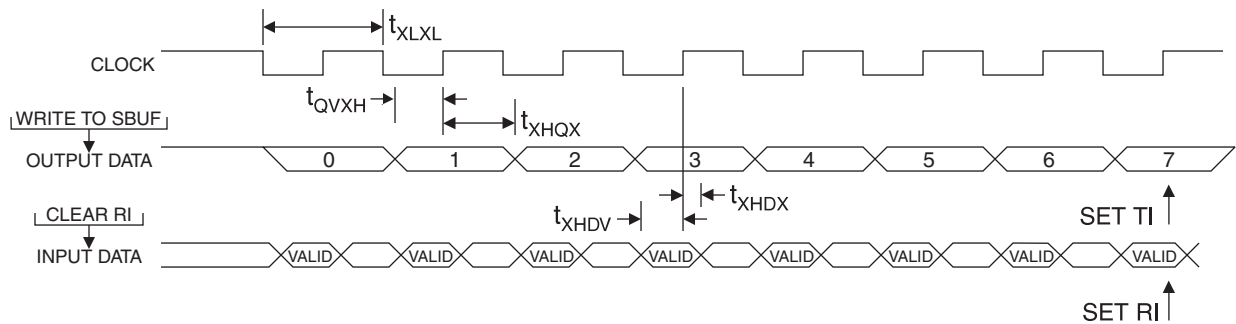 tXLXL
CLOCK
tQVXH
tXHQX
WRITE TO SBUF
OUTPUT DATA
0 1 2 3 4 5 6 7
tXHDX
tXHDV
SET TI
CLEAR RI
INPUT DATA
VALID VALID VALID VALID VALID VALID VALID VALID
SET RI